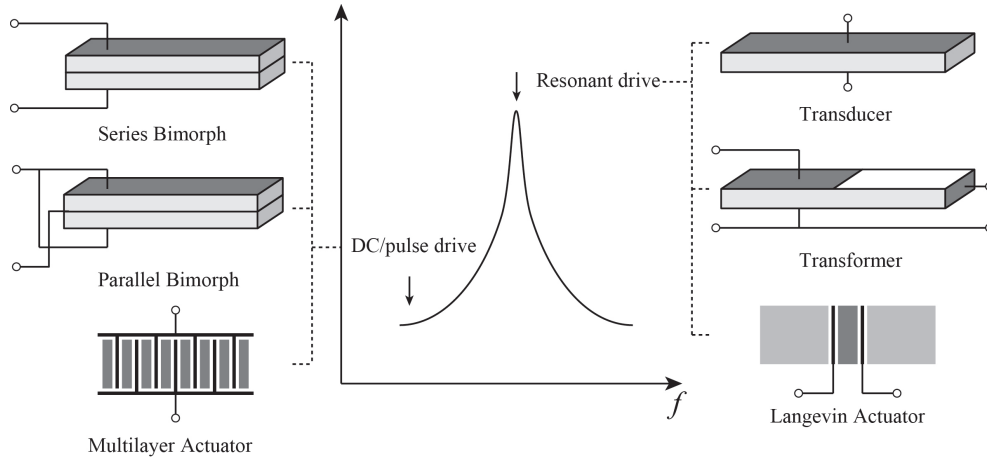 Series Bimorph
Parallel Bimorph
Multilayer Actuator
DC/pulse drive
Resonant drive
f
Transducer
Transformer
Langevin Actuator